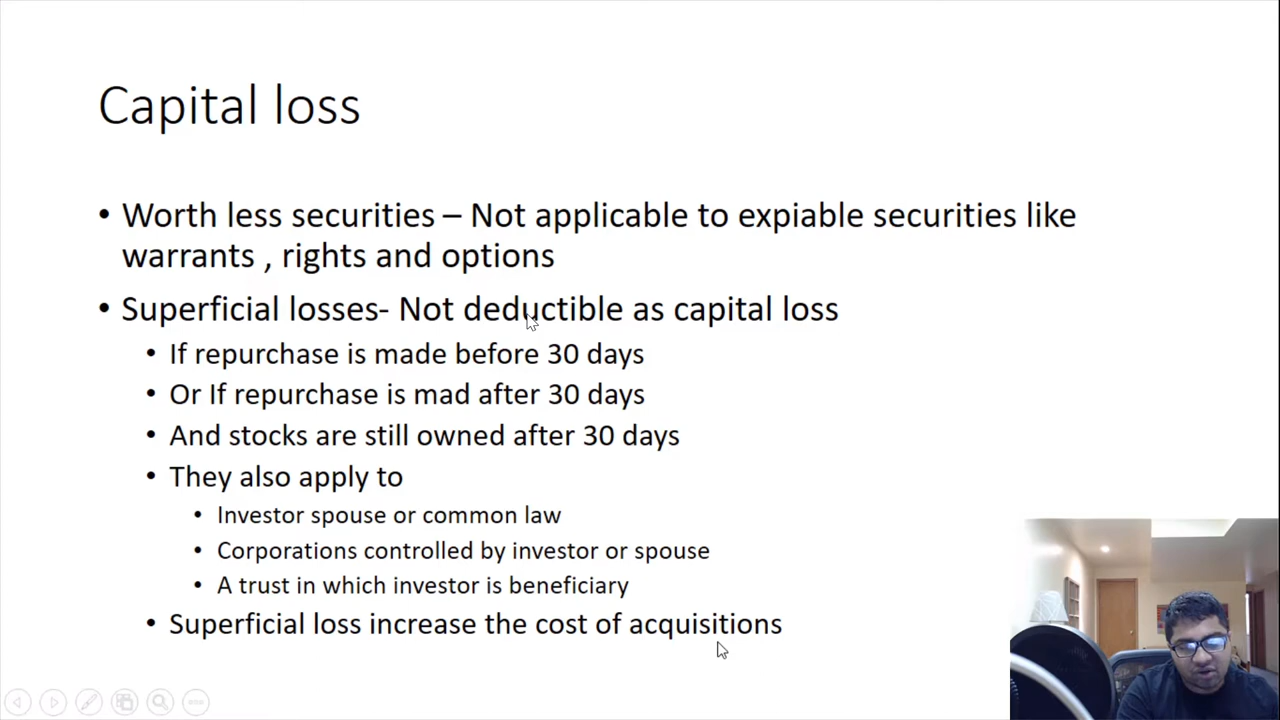 Capital loss
• Worth less securities – Not applicable to expiable securities like
warrants , rights and options
• Superficial losses- Not deductible as capital loss
• If repurchase is made before 30 days
• Or If repurchase is mad after 30 days
• And stocks are still owned after 30 days
• They also apply to
• Investor spouse or common law
• Corporations controlled by investor or spouse
• A trust in which investor is beneficiary
• Superficial loss increase the cost of acquisitions